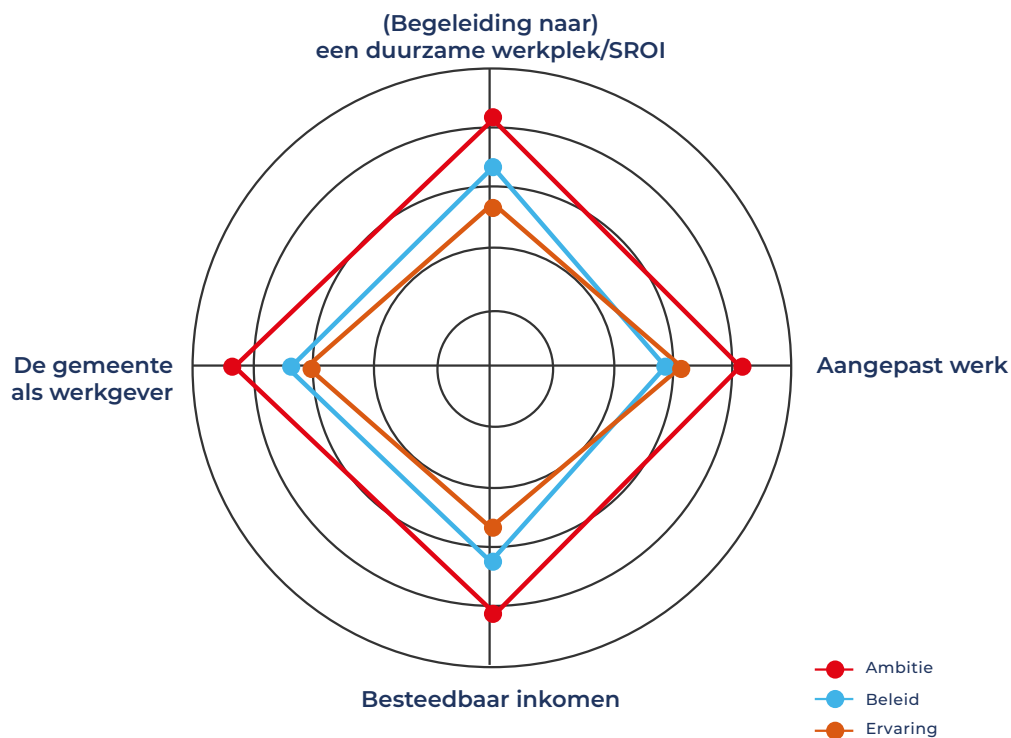 (Begeleiding naar)
een duurzame werkplek/SROI
De gemeente
als werkgever
Aangepast werk
Besteedbaar inkomen
Ambitie
Beleid
Ervaring